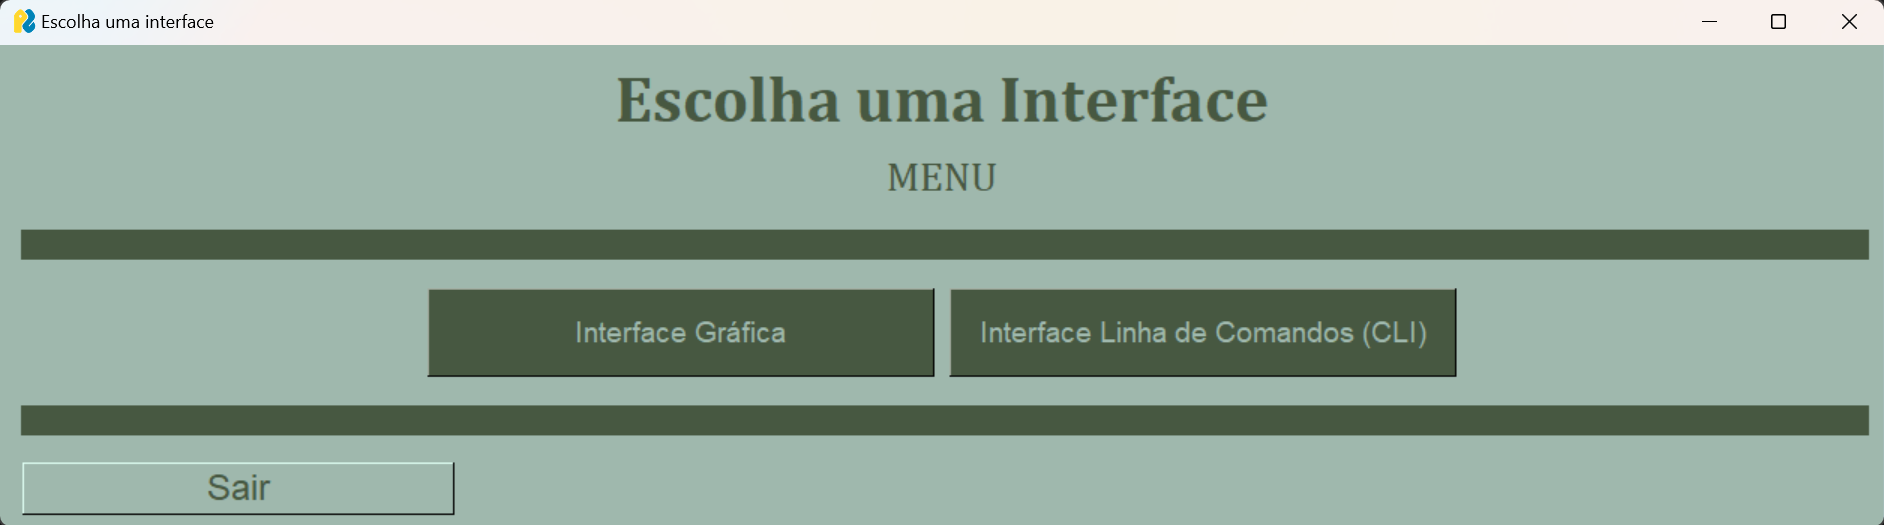 Escolha uma interface
Escolha uma Interface
MENU
Interface Gráfica
Interface Linha de Comandos (CLI)
Sair